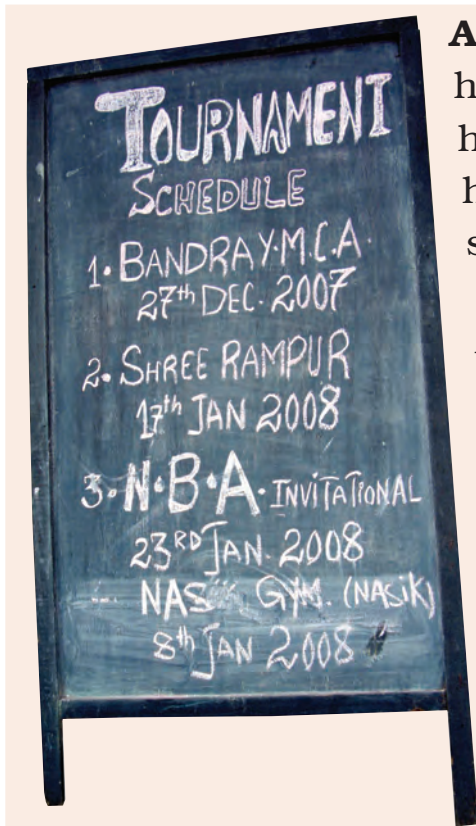 TOURNAMENT
SCHEDULE
1. BANDRA Y.M.C.A.
27th DEC. 2007
2. SHREE RAMPUR
17th JAN 2008
3. N.B.A. INVITATIONAL
23RD JAN. 2008
GYM. (NASIK)
8th JAN 2008